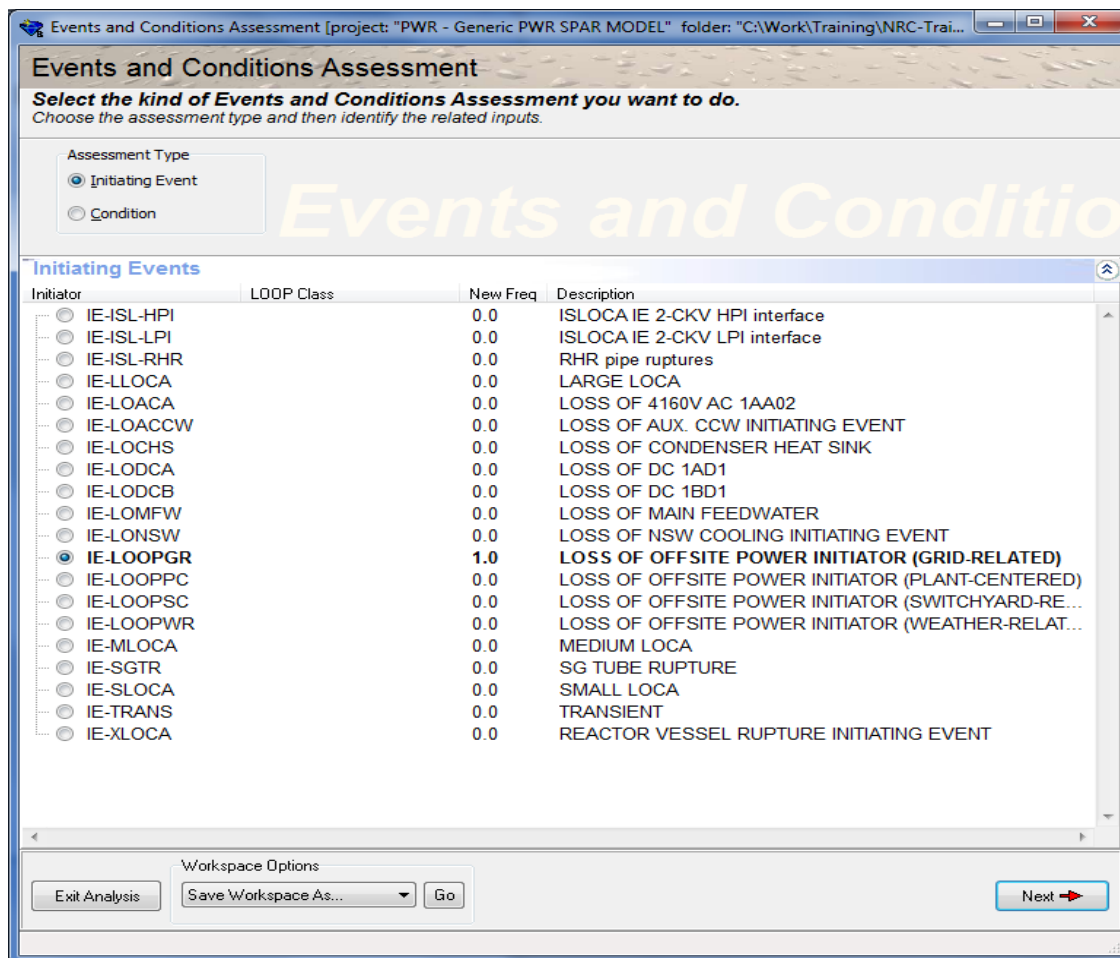 Events and Conditions Assessment [project: "PWR - Generic PWR SPAR MODEL" folder: "C:\Work\Training\NRC-Trai...
Events and Conditions Assessment
Select the kind of Events and Conditions Assessment you want to do.
Choose the assessment type and then identify the related inputs.
Assessment Type
Initiating Event
Condition
Events and Conditio
Initiating Events
Initiator LOOP Class New Freq Description
IE-ISL-HPI 0.0 ISLOCA IE 2-CKV HPI interface
IE-ISL-LPI 0.0 ISLOCA IE 2-CKV LPI interface
IE-ISL-RHR 0.0 RHR pipe ruptures
IE-LLOCA 0.0 LARGE LOCA
IE-LOACA 0.0 LOSS OF 4160V AC 1AA02
IE-LOACCW 0.0 LOSS OF AUX. CCW INITIATING EVENT
IE-LOCHS 0.0 LOSS OF CONDENSER HEAT SINK
IE-LODCA 0.0 LOSS OF DC 1AD1
IE-LODCB 0.0 LOSS OF DC 1BD1
IE-LOMFW 0.0 LOSS OF MAIN FEEDWATER
IE-LONSW 0.0 LOSS OF NSW COOLING INITIATING EVENT
IE-LOOPGR 1.0 LOSS OF OFFSITE POWER INITIATOR (GRID-RELATED)
IE-LOOPPC 0.0 LOSS OF OFFSITE POWER INITIATOR (PLANT-CENTERED)
IE-LOOPSC 0.0 LOSS OF OFFSITE POWER INITIATOR (SWITCHYARD-RE...
IE-LOOPWR 0.0 LOSS OF OFFSITE POWER INITIATOR (WEATHER-RELAT...
IE-MLOCA 0.0 MEDIUM LOCA
IE-SGTR 0.0 SG TUBE RUPTURE
IE-SLOCA 0.0 SMALL LOCA
IE-TRANS 0.0 TRANSIENT
IE-XLOCA 0.0 REACTOR VESSEL RUPTURE INITIATING EVENT
Workspace Options
Exit Analysis Save Workspace As... Go Next